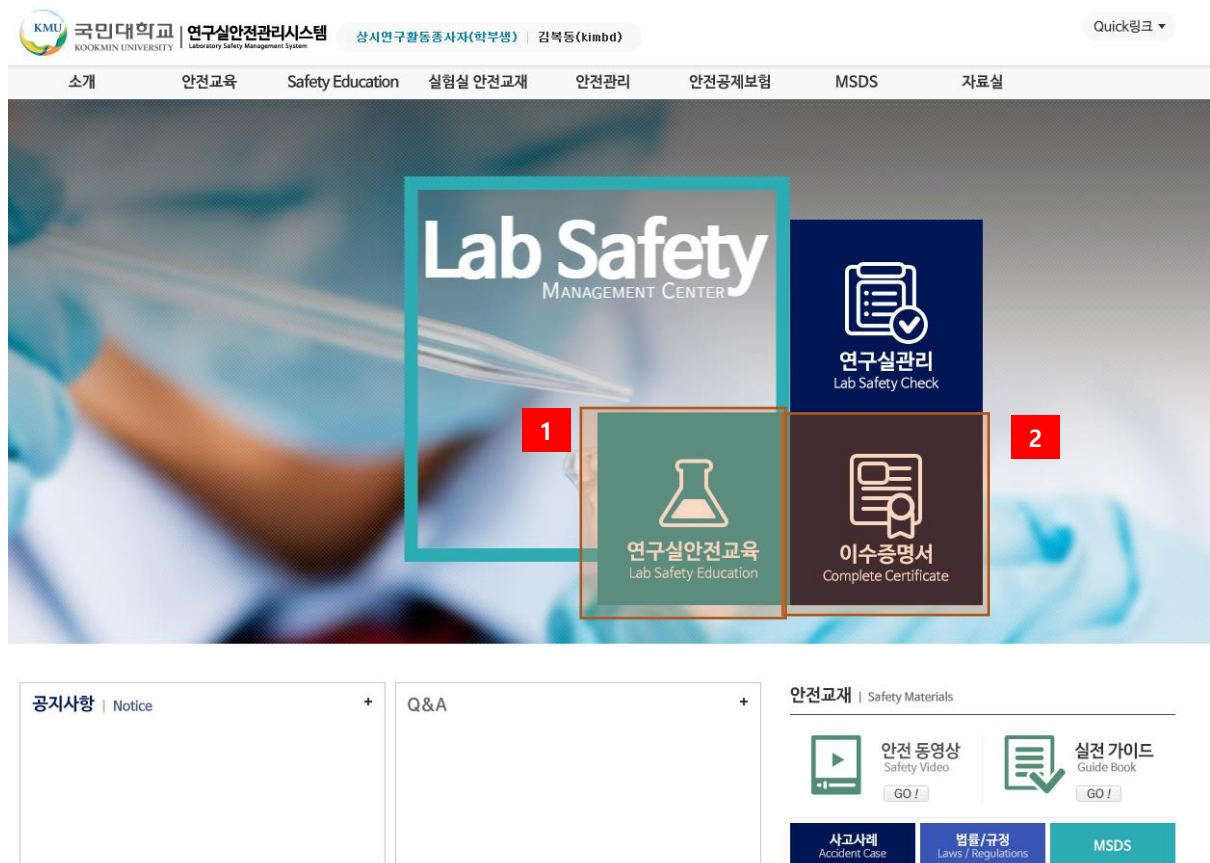 KMU 국민대학교 KOOKMIN UNIVERSITY
연구실안전관리시스템
Laboratory Safety Management System
상시연구활동종사자(학부생) | 김복동(kimbd)
Quick링크 ▾
소개 안전교육 Safety Education 실험실 안전교재 안전관리 안전공제보험 MSDS 자료실
Lab Safety
MANAGEMENT CENTER
연구실관리
Lab Safety Check
1
2
연구실안전교육
Lab Safety Education
이수증명서
Complete Certificate
공지사항 | Notice +
Q&A +
안전교재 | Safety Materials
안전 동영상
Safety Video
GO !
실전 가이드
Guide Book
GO !
사고사례
Accident Case
법률/규정
Laws / Regulations
MSDS